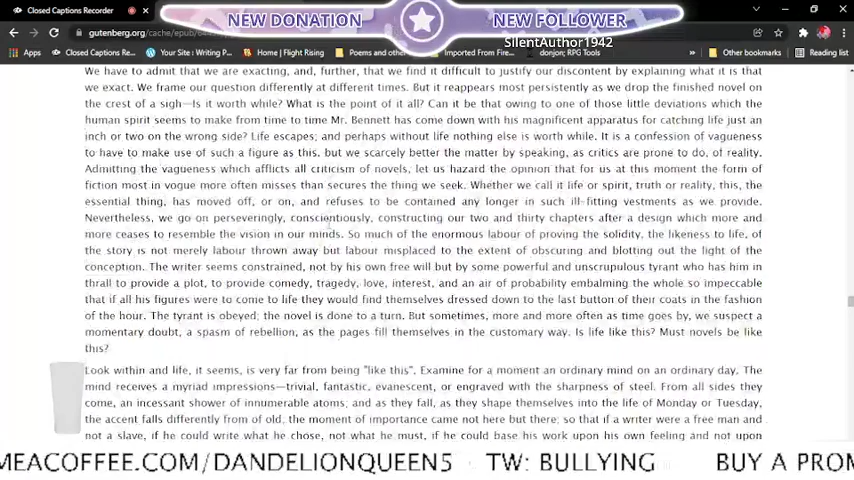 Closed Captions Recorder
NEW DONATION
NEW FOLLOWER
SilentAuthor1942
Apps
Closed Captions Rec...
Your Site : Writing P...
Home | Flight Rising
Poems and other
Imported From Fire...
donjon; RPG Tools
»
Other bookmarks
Reading list
We have to admit that we are exacting, and, further, that we find it difficult to justify our discontent by explaining what it is that
we exact. We frame our question differently at different times. But it reappears most persistently as we drop the finished novel on
the crest of a sigh—Is it worth while? What is the point of it all? Can it be that owing to one of those little deviations which the
human spirit seems to make from time to time Mr. Bennett has come down with his magnificent apparatus for catching life just an
inch or two on the wrong side? Life escapes; and perhaps without life nothing else is worth while. It is a confession of vagueness
to have to make use of such a figure as this, but we scarcely better the matter by speaking, as critics are prone to do, of reality.
Admitting the vagueness which afflicts all criticism of novels, let us hazard the opinion that for us at this moment the form of
fiction most in vogue more often misses than secures the thing we seek. Whether we call it life or spirit, truth or reality, this, the
essential thing, has moved off, or on, and refuses to be contained any longer in such ill-fitting vestments as we provide.
Nevertheless, we go on perseveringly, conscientiously, constructing our two and thirty chapters after a design which more and
more ceases to resemble the vision in our minds. So much of the enormous labour of proving the solidity, the likeness to life, of
the story is not merely labour thrown away but labour misplaced to the extent of obscuring and blotting out the light of the
conception. The writer seems constrained, not by his own free will but by some powerful and unscrupulous tyrant who has him in
thrall to provide a plot, to provide comedy, tragedy, love, interest, and an air of probability embalming the whole so impeccable
that if all his figures were to come to life they would find themselves dressed down to the last button of their coats in the fashion
of the hour. The tyrant is obeyed; the novel is done to a turn. But sometimes, more and more often as time goes by, we suspect a
momentary doubt, a spasm of rebellion, as the pages fill themselves in the customary way. Is life like this? Must novels be like
this?
Look within and life, it seems, is very far from being "like this". Examine for a moment an ordinary mind on an ordinary day. The
mind receives a myriad impressions—trivial, fantastic, evanescent, or engraved with the sharpness of steel. From all sides they
come, an incessant shower of innumerable atoms; and as they fall, as they shape themselves into the life of Monday or Tuesday,
the accent falls differently from of old; the moment of importance came not here but there; so that if a writer were a free man and
not a slave, if he could write what he chose, not what he must, if he could base his work upon his own feeling and not upon
MEACOFFEE.COM/DANDELIONQUEEN5 - TW: BULLYING BUY A PROM